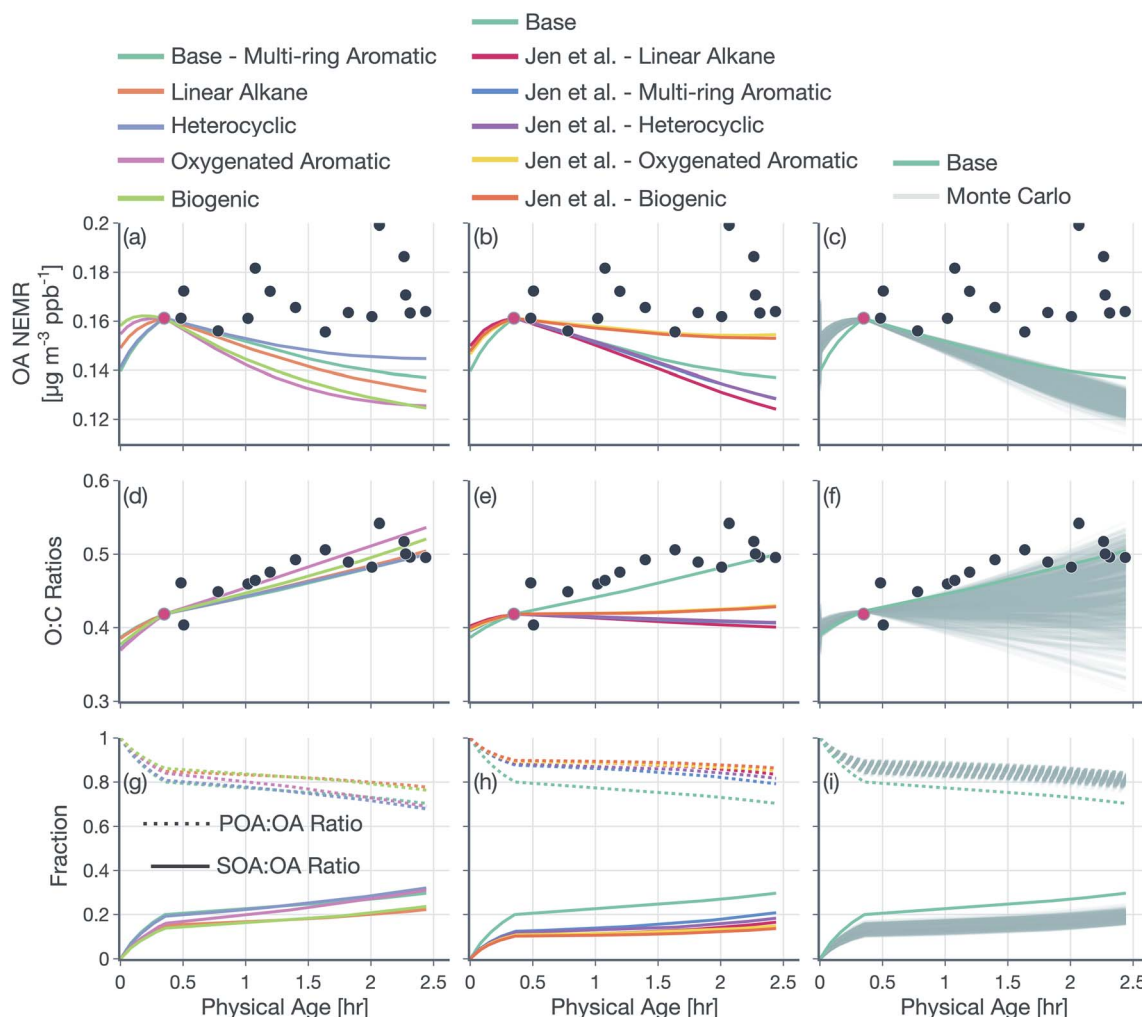 Base - Multi-ring Aromatic
Linear Alkane
Heterocyclic
Oxygenated Aromatic
Biogenic
Base
Jen et al. - Linear Alkane
Jen et al. - Multi-ring Aromatic
Jen et al. - Heterocyclic
Jen et al. - Oxygenated Aromatic
Jen et al. - Biogenic
Base
Monte Carlo
OA NEMR
[µg m⁻³ ppb⁻¹]
0.2
0.18
0.16
0.14
0.12
(a)
(b)
(c)
O:C Ratios
0.6
0.5
0.4
0.3
(d)
(e)
(f)
Fraction
1
0.8
0.6
0.4
0.2
0
(g)
POA:OA Ratio
SOA:OA Ratio
(h)
(i)
0 0.5 1 1.5 2 2.5
0 0.5 1 1.5 2 2.5
0 0.5 1 1.5 2 2.5
Physical Age [hr]
Physical Age [hr]
Physical Age [hr]